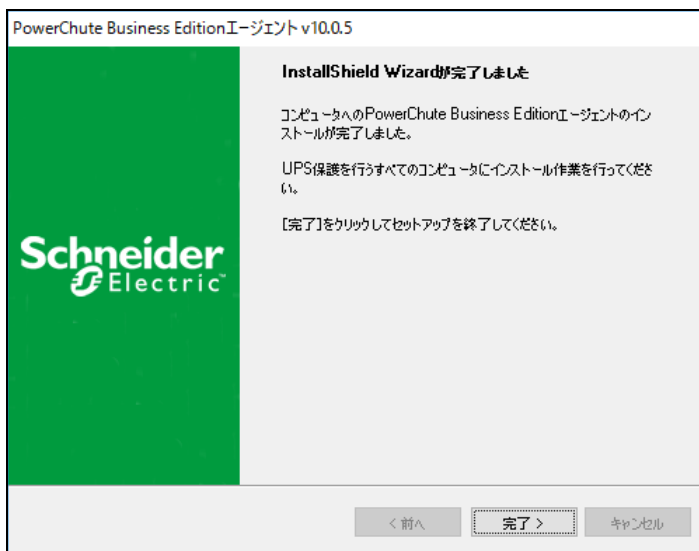 PowerChute Business Editionエージェント v10.0.5
InstallShield Wizardが完了しました
コンピュータへのPowerChute Business Editionエージェントのイン
ストールが完了しました。
UPS保護を行うすべてのコンピュータにインストール作業を行ってくださ
い。
[完了]をクリックしてセットアップを終了してください。
Schneider
Electric™
< 前へ
完了 >
キャンセル